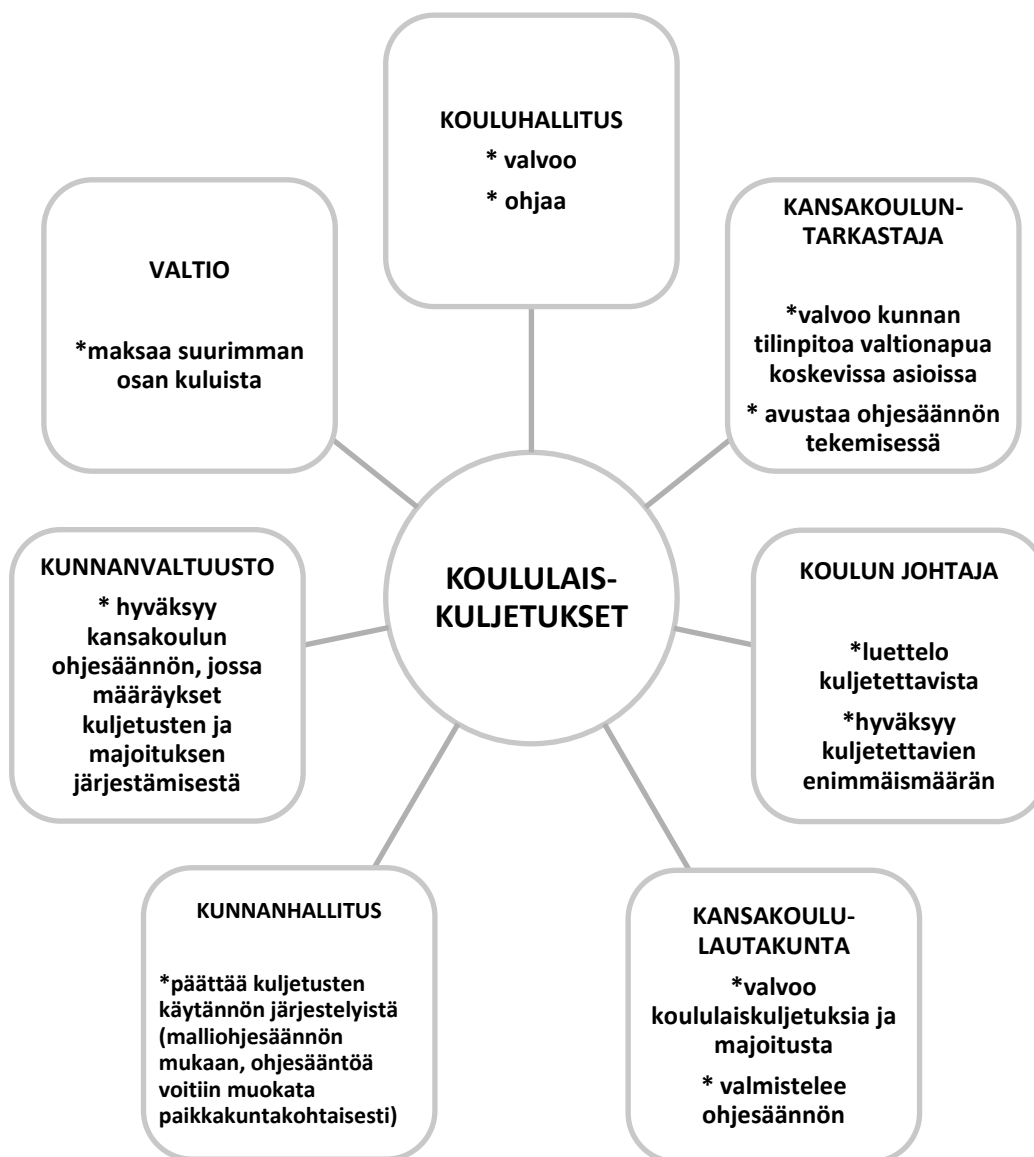 KOULUHALLITUS
* valvoo
* ohjaa
KANSAKOULUN-
TARKASTAJA
*valvoo kunnan
tilinpitoa valtionapua
koskevissa asioissa
* avustaa ohjesäännön
tekemisessä
VALTIO
*maksaa suurimman
osan kuluista
KOULULAIS-
KULJETUKSET
KUNNANVALTUUSTO
* hyväksyy
kansakoulun
ohjesäännön, jossa
määräykset
kuljetusten ja
majoituksen
järjestämisestä
KOULUN JOHTAJA
*luettelo
kuljetettavista
*hyväksyy
kuljetettavien
enimmäismäärän
KUNNANHALLITUS
*päättää kuljetusten
käytännön järjestelyistä
(malliohjesäännön
mukaan, ohjesääntöä
voitiin muokata
paikkakuntakohtaisesti)
KANSAKOULU-
LAUTAKUNTA
*valvoo
koululaiskuljetuksia ja
majoitusta
* valmistelee
ohjesäännön